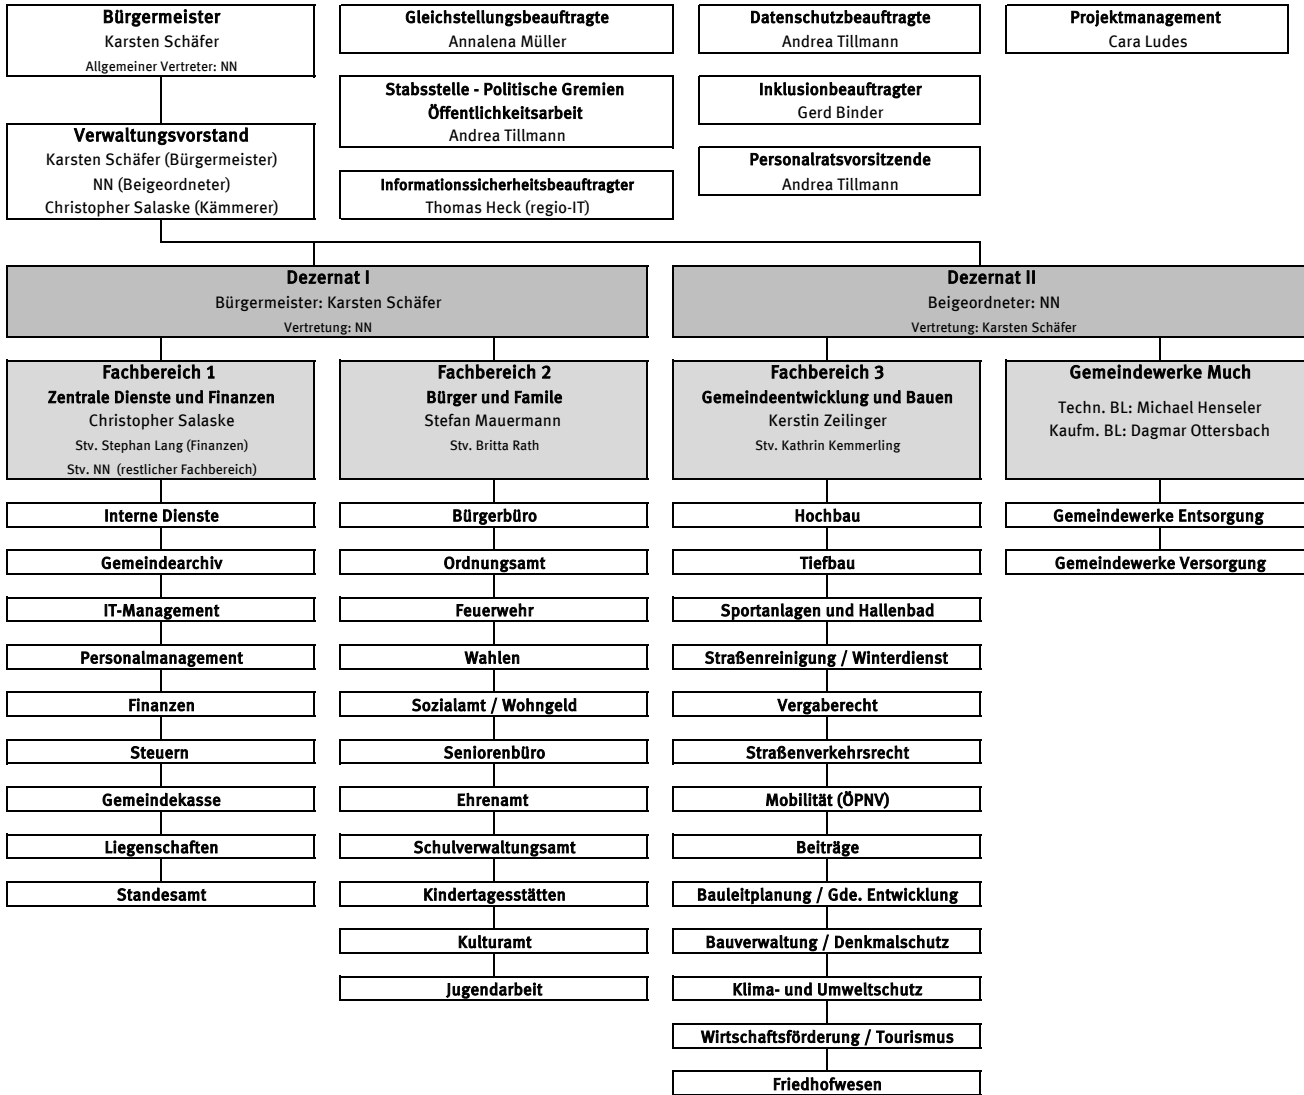 Bürgermeister
Karsten Schäfer
Allgemeiner Vertreter: NN
Gleichstellungsbeauftragte
Annalena Müller
Datenschutzbeauftragte
Andrea Tillmann
Projektmanagement
Cara Ludes
Stabsstelle - Politische Gremien
Öffentlichkeitsarbeit
Andrea Tillmann
Inklusionbeauftragter
Gerd Binder
Verwaltungsvorstand
Karsten Schäfer (Bürgermeister)
NN (Beigeordneter)
Christopher Salaske (Kämmerer)
Informationssicherheitsbeauftragter
Thomas Heck (regio-IT)
Personalratsvorsitzende
Andrea Tillmann
Dezernat I
Bürgermeister: Karsten Schäfer
Vertretung: NN
Dezernat II
Beigeordneter: NN
Vertretung: Karsten Schäfer
Fachbereich 1
Zentrale Dienste und Finanzen
Christopher Salaske
Stv. Stephan Lang (Finanzen)
Stv. NN (restlicher Fachbereich)
Interne Dienste
Gemeindearchiv
IT-Management
Personalmanagement
Finanzen
Steuern
Gemeindekasse
Liegenschaften
Standesamt
Fachbereich 2
Bürger und Famile
Stefan Mauermann
Stv. Britta Rath
Bürgerbüro
Ordnungsamt
Feuerwehr
Wahlen
Sozialamt / Wohngeld
Seniorenbüro
Ehrenamt
Schulverwaltungsamt
Kindertagesstätten
Kulturamt
Jugendarbeit
Fachbereich 3
Gemeindeentwicklung und Bauen
Kerstin Zeilinger
Stv. Kathrin Kemmerling
Hochbau
Tiefbau
Sportanlagen und Hallenbad
Straßenreinigung / Winterdienst
Vergaberecht
Straßenverkehrsrecht
Mobilität (ÖPNV)
Beiträge
Bauleitplanung / Gde. Entwicklung
Bauverwaltung / Denkmalschutz
Klima- und Umweltschutz
Wirtschaftsförderung / Tourismus
Friedhofwesen
Gemeindewerke Much
Techn. BL: Michael Henseler
Kaufm. BL: Dagmar Ottersbach
Gemeindewerke Entsorgung
Gemeindewerke Versorgung